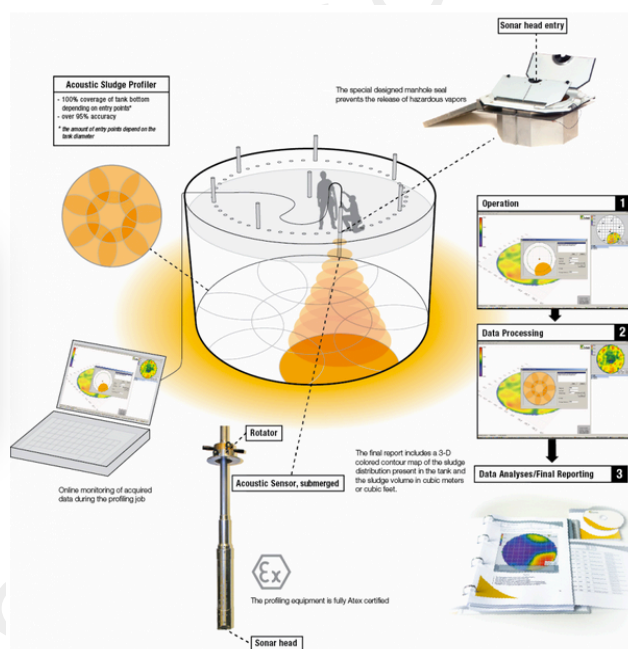 Sonar head entry
Acoustic Sludge Profiler
- 100% coverage of tank bottom
depending on entry points*
- over 95% accuracy
* the amount of entry points depend on the
tank diameter
The special designed manhole seal
prevents the release of hazardous vapors
Operation
1
Data Processing
2
Rotator
Acoustic Sensor, submerged
The final report includes a 3-D
colored contour map of the sludge
distribution present in the tank and
the sludge volume in cubic meters
or cubic feet.
Data Analyses/Final Reporting
3
Online monitoring of acquired
data during the profiling job
Ex
The profiling equipment is fully Atex certified
Sonar head